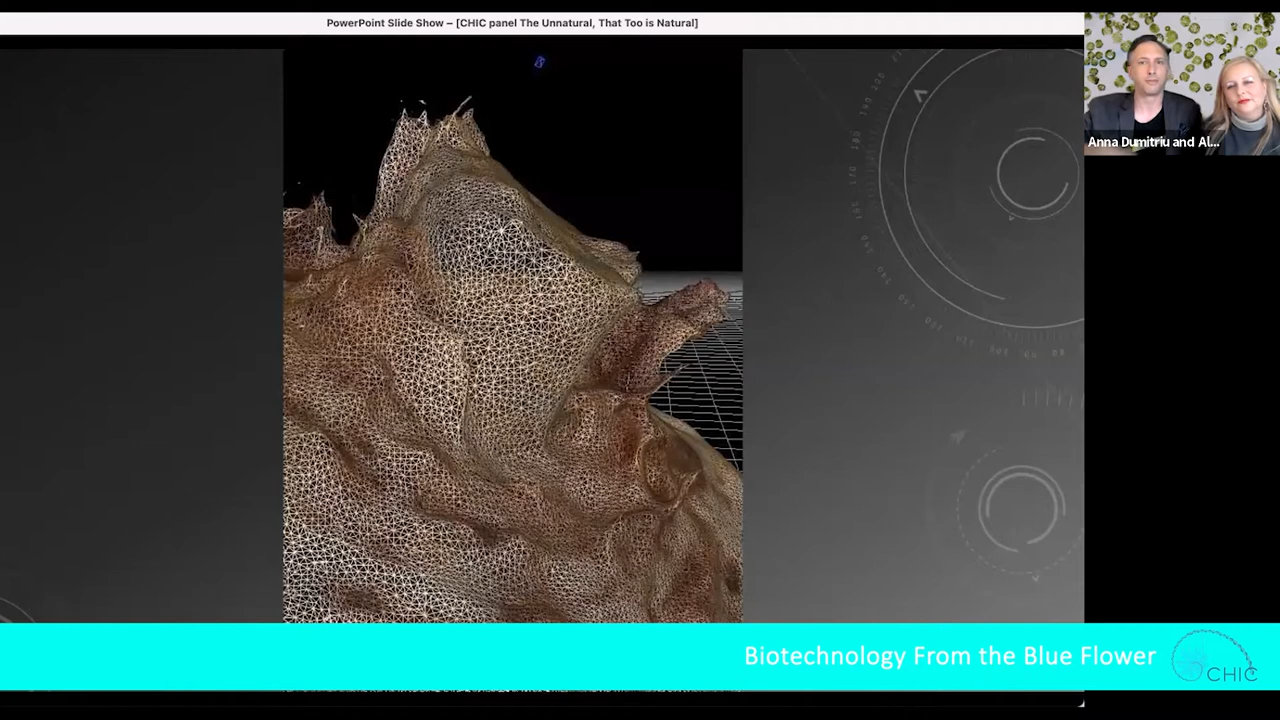 PowerPoint Slide Show – [CHIC panel The Unnatural, That Too is Natural]
Anna Dumitriu and Al...
Biotechnology From the Blue Flower
CHIC